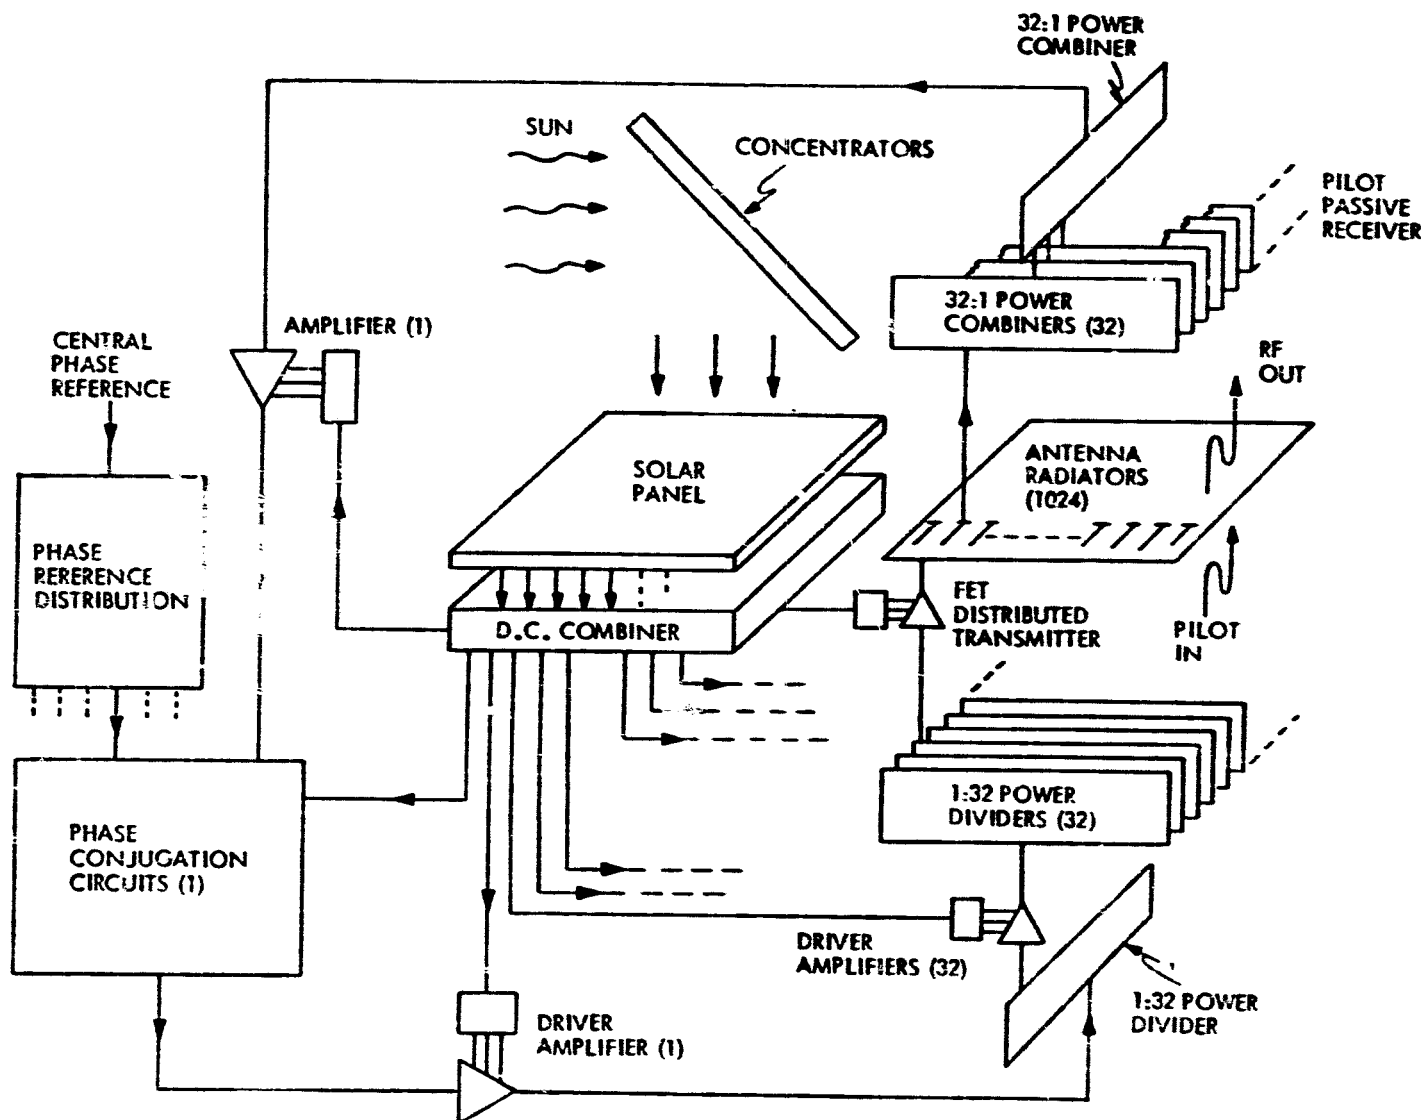 32:1 POWER
COMBINER
SUN
CONCENTRATORS
PILOT
PASSIVE
RECEIVER
32:1 POWER
COMBINERS (32)
AMPLIFIER (1)
CENTRAL
PHASE
REFERENCE
RF
OUT
ANTENNA
RADIATORS
(1024)
SOLAR
PANEL
PHASE
RERERENCE
DISTRIBUTION
D.C. COMBINER
FET
DISTRIBUTED
TRANSMITTER
PILOT
IN
1:32 POWER
DIVIDERS (32)
PHASE
CONJUGATION
CIRCUITS (1)
DRIVER
AMPLIFIERS (32)
1:32 POWER
DIVIDER
DRIVER
AMPLIFIER (1)